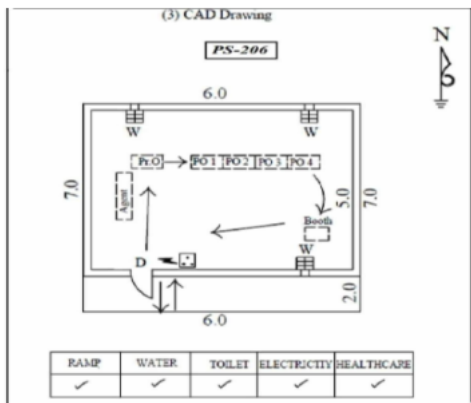 (3) CAD Drawing
PS-206
N
6.0
W W
Pr.O PO 1 PO 2 PO 3 PO 4
7.0 Agent 5.0 7.0
Booth
W
D
2.0
6.0
RAMP WATER TOILET ELECTRICTIY HEALTHCARE
✓ ✓ ✓ ✓ ✓